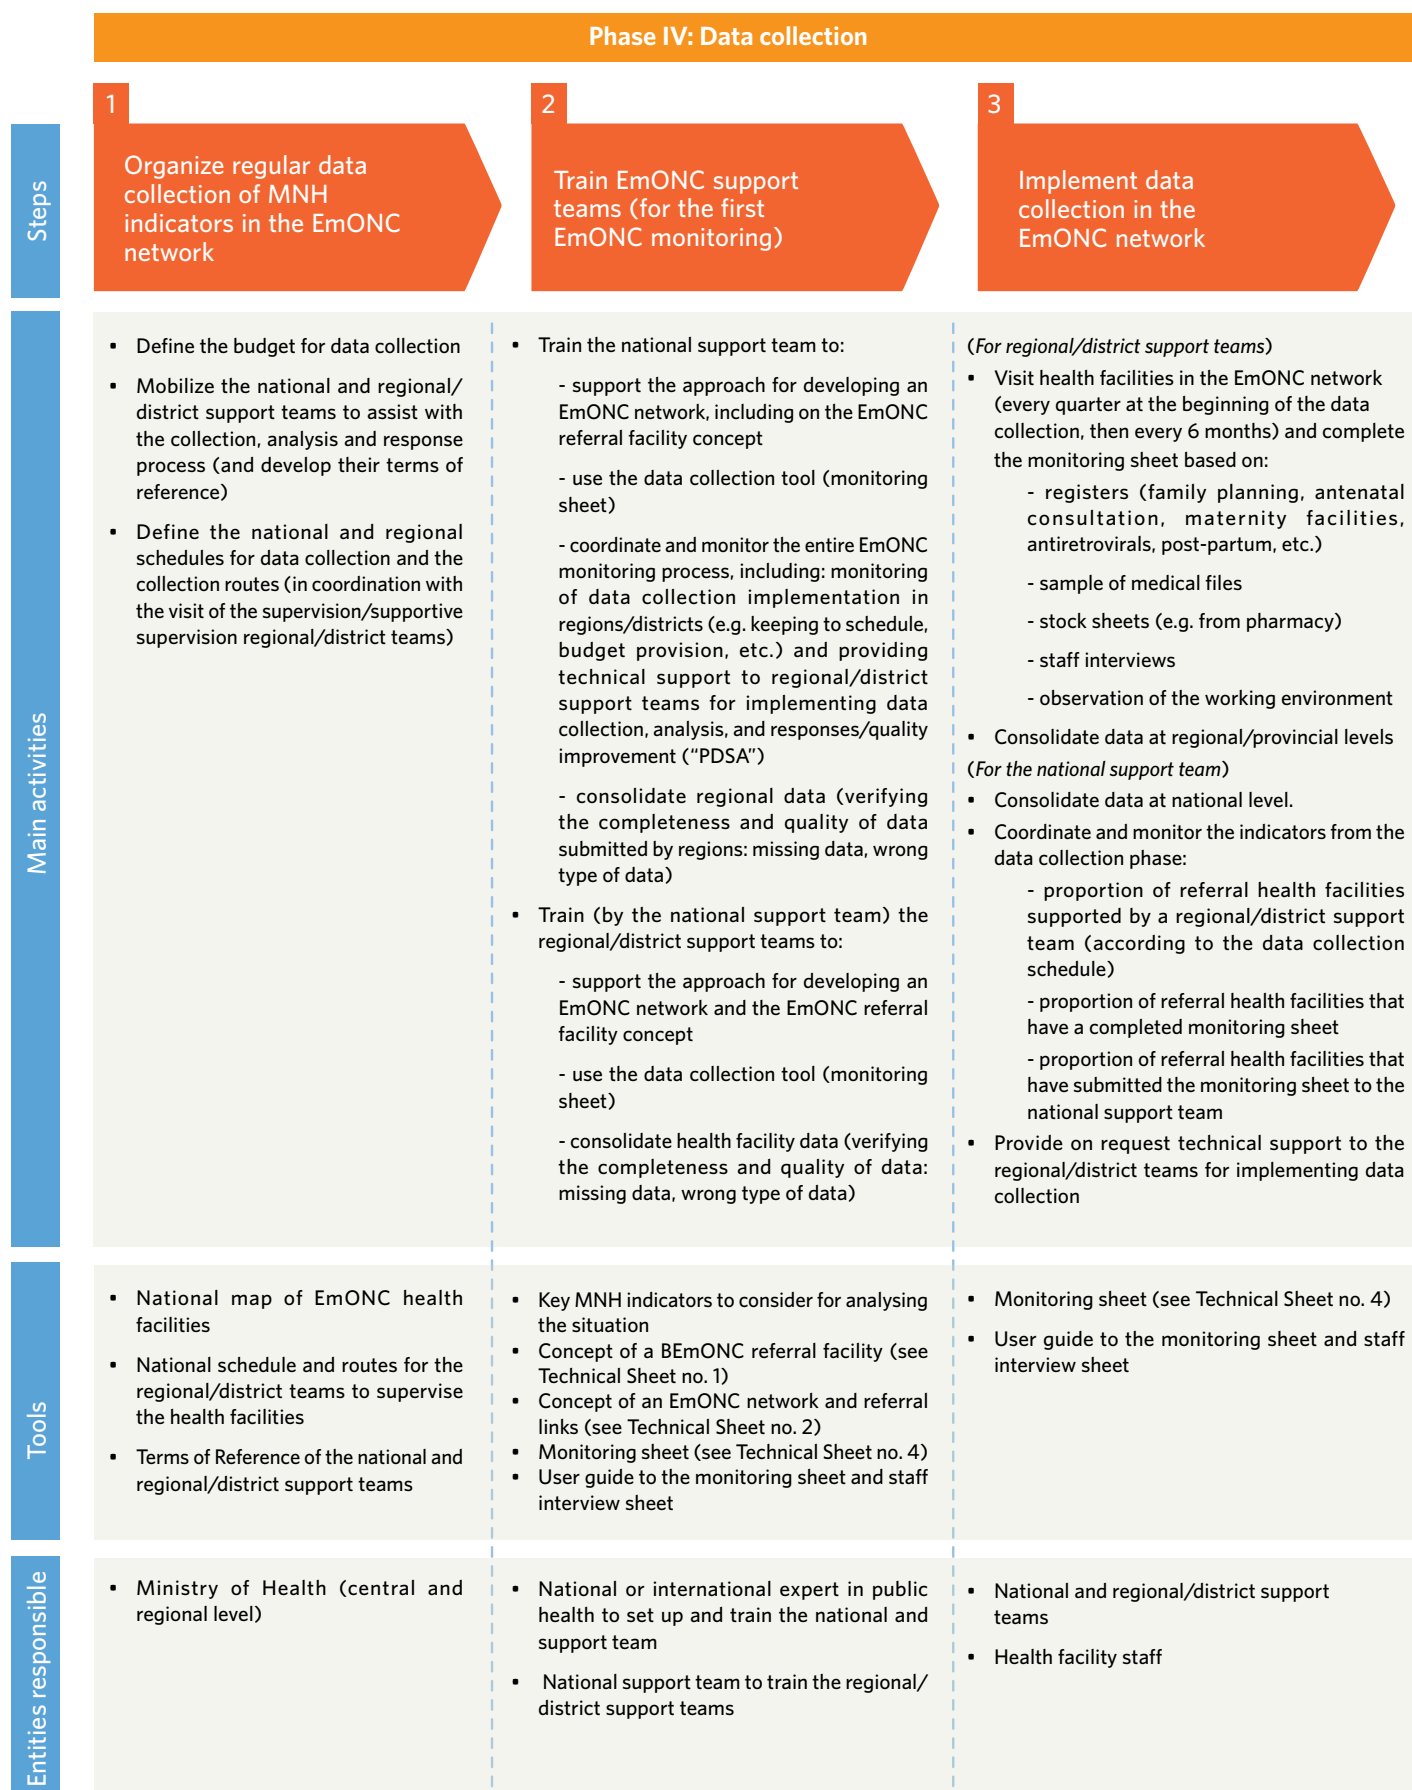 Phase IV: Data collection
Steps
1
Organize regular data
collection of MNH
indicators in the EmONC
network
2
Train EmONC support
teams (for the first
EmONC monitoring)
3
Implement data
collection in the
EmONC network
Main activities
▪ Define the budget for data collection
▪ Mobilize the national and regional/
district support teams to assist with
the collection, analysis and response
process (and develop their terms of
reference)
▪ Define the national and regional
schedules for data collection and the
collection routes (in coordination with
the visit of the supervision/supportive
supervision regional/district teams)
▪ Train the national support team to:
- support the approach for developing an
EmONC network, including on the EmONC
referral facility concept
- use the data collection tool (monitoring
sheet)
- coordinate and monitor the entire EmONC
monitoring process, including: monitoring
of data collection implementation in
regions/districts (e.g. keeping to schedule,
budget provision, etc.) and providing
technical support to regional/district
support teams for implementing data
collection, analysis, and responses/quality
improvement (“PDSA”)
- consolidate regional data (verifying
the completeness and quality of data
submitted by regions: missing data, wrong
type of data)
▪ Train (by the national support team) the
regional/district support teams to:
- support the approach for developing an
EmONC network and the EmONC referral
facility concept
- use the data collection tool (monitoring
sheet)
- consolidate health facility data (verifying
the completeness and quality of data:
missing data, wrong type of data)
(For regional/district support teams)
▪ Visit health facilities in the EmONC network
(every quarter at the beginning of the data
collection, then every 6 months) and complete
the monitoring sheet based on:
- registers (family planning, antenatal
consultation, maternity facilities,
antiretrovirals, post-partum, etc.)
- sample of medical files
- stock sheets (e.g. from pharmacy)
- staff interviews
- observation of the working environment
▪ Consolidate data at regional/provincial levels
(For the national support team)
▪ Consolidate data at national level.
▪ Coordinate and monitor the indicators from the
data collection phase:
- proportion of referral health facilities
supported by a regional/district support
team (according to the data collection
schedule)
- proportion of referral health facilities that
have a completed monitoring sheet
- proportion of referral health facilities that
have submitted the monitoring sheet to the
national support team
▪ Provide on request technical support to the
regional/district teams for implementing data
collection
Tools
▪ National map of EmONC health
facilities
▪ National schedule and routes for the
regional/district teams to supervise
the health facilities
▪ Terms of Reference of the national and
regional/district support teams
▪ Key MNH indicators to consider for analysing
the situation
▪ Concept of a BEmONC referral facility (see
Technical Sheet no. 1)
▪ Concept of an EmONC network and referral
links (see Technical Sheet no. 2)
▪ Monitoring sheet (see Technical Sheet no. 4)
▪ User guide to the monitoring sheet and staff
interview sheet
▪ Monitoring sheet (see Technical Sheet no. 4)
▪ User guide to the monitoring sheet and staff
interview sheet
Entities responsible
▪ Ministry of Health (central and
regional level)
▪ National or international expert in public
health to set up and train the national and
support team
▪ National support team to train the regional/
district support teams
▪ National and regional/district support
teams
▪ Health facility staff